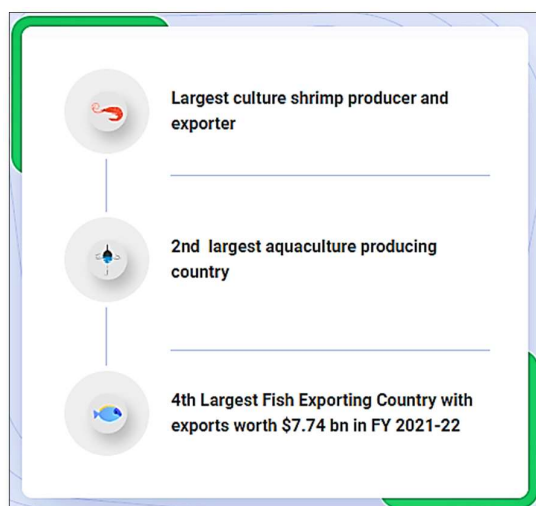 Largest culture shrimp producer and
exporter
2nd largest aquaculture producing
country
4th Largest Fish Exporting Country with
exports worth $7.74 bn in FY 2021-22